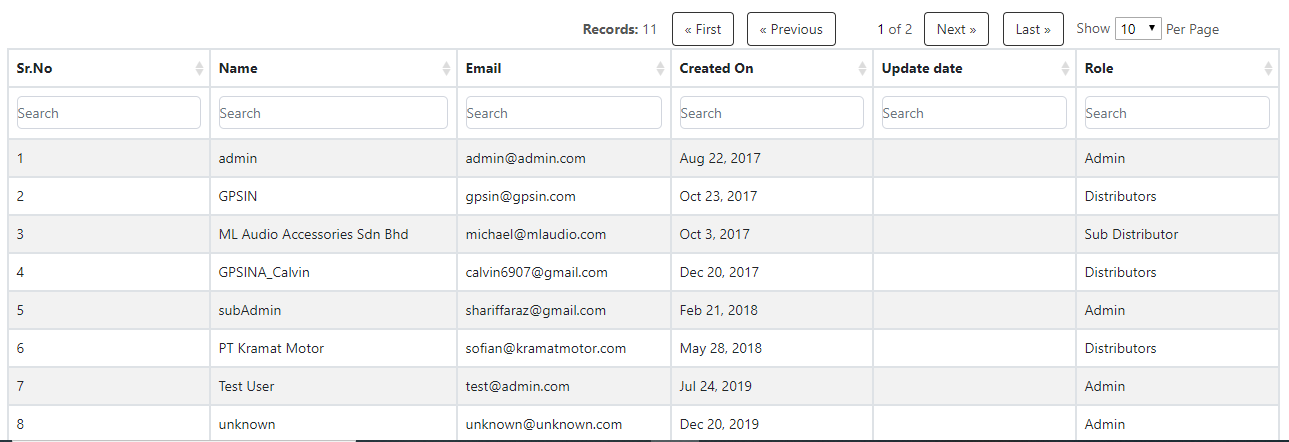 Records: 11 « First « Previous 1 of 2 Next » Last » Show 10 Per Page
Sr.No Name Email Created On Update date Role
Search Search Search Search Search Search
1 admin admin@admin.com Aug 22, 2017 Admin
2 GPSIN gpsin@gpsin.com Oct 23, 2017 Distributors
3 ML Audio Accessories Sdn Bhd michael@mlaudio.com Oct 3, 2017 Sub Distributor
4 GPSINA_Calvin calvin6907@gmail.com Dec 20, 2017 Distributors
5 subAdmin shariffaraz@gmail.com Feb 21, 2018 Admin
6 PT Kramat Motor sofian@kramatmotor.com May 28, 2018 Distributors
7 Test User test@admin.com Jul 24, 2019 Admin
8 unknown unknown@unknown.com Dec 20, 2019 Admin